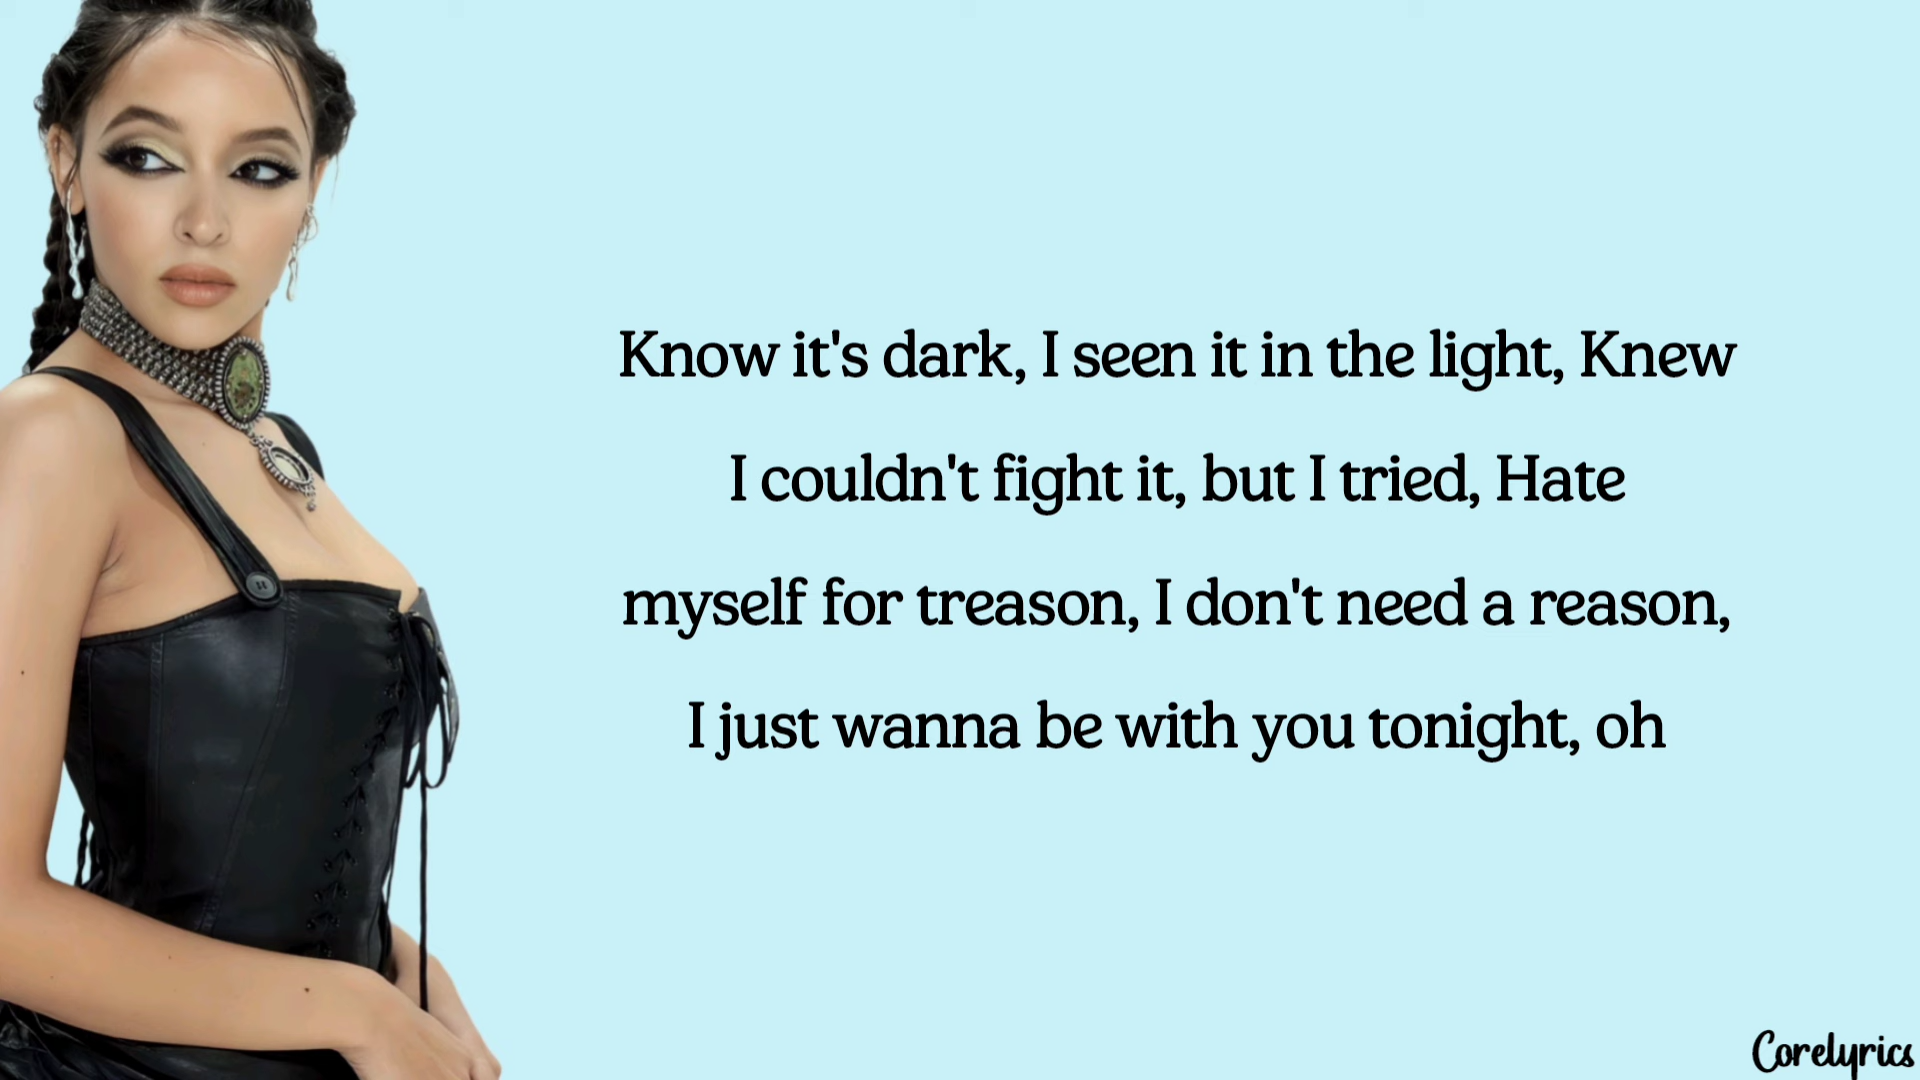 Know it's dark, I seen it in the light, Knew
I couldn't fight it, but I tried, Hate
myself for treason, I don't need a reason,
I just wanna be with you tonight, oh
Corelyrics